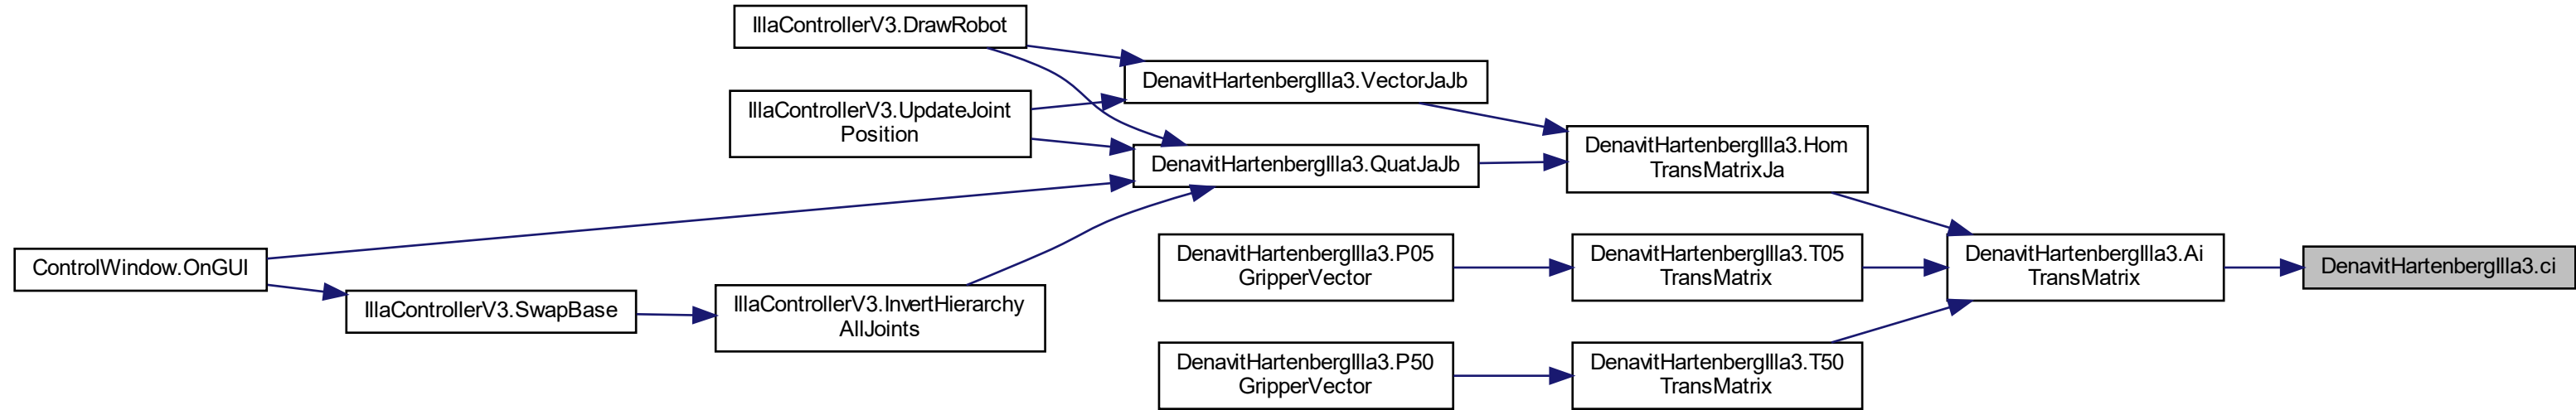 IllaControllerV3.DrawRobot
DenavitHartenbergIlla3.VectorJaJb
IllaControllerV3.UpdateJoint
Position
DenavitHartenbergIlla3.Hom
TransMatrixJa
DenavitHartenbergIlla3.QuatJaJb
ControlWindow.OnGUI
DenavitHartenbergIlla3.P05
GripperVector
DenavitHartenbergIlla3.T05
TransMatrix
DenavitHartenbergIlla3.Ai
TransMatrix
DenavitHartenbergIlla3.ci
IllaControllerV3.SwapBase
IllaControllerV3.InvertHierarchy
AllJoints
DenavitHartenbergIlla3.P50
GripperVector
DenavitHartenbergIlla3.T50
TransMatrix